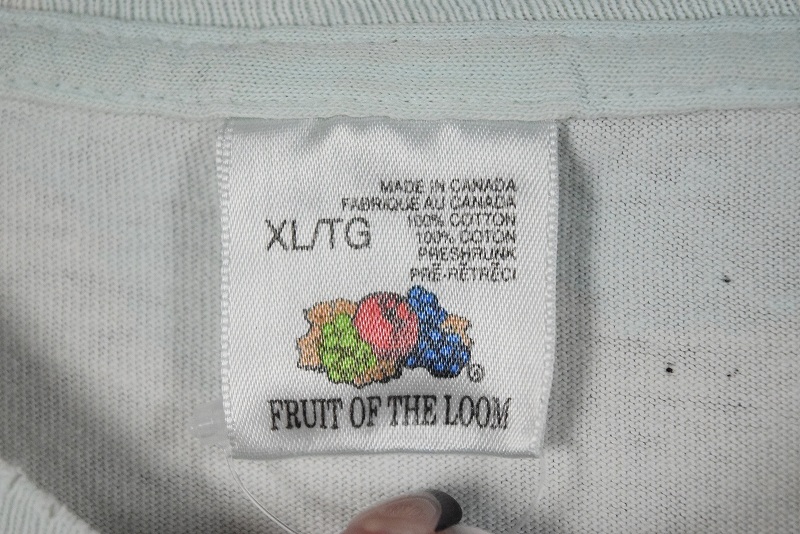 MADE IN CANADA
FABRIQUE AU CANADA
XL/TG
100% COTTON
100% COTON
PRESHRUNK
PRÉ-RÉTRÉCI
®
FRUIT OF THE LOOM